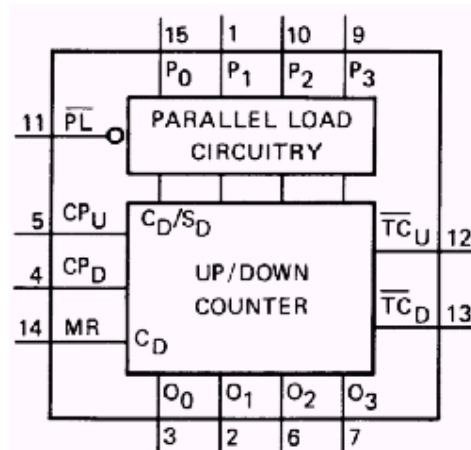 15 1 10 9
P0 P1 P2 P3
11 PL
PARALLEL LOAD
CIRCUITRY
5 CPU
CD/SD
TCU 12
4 CPD
UP/DOWN
COUNTER
TCD 13
14 MR
CD
O0 O1 O2 O3
3 2 6 7